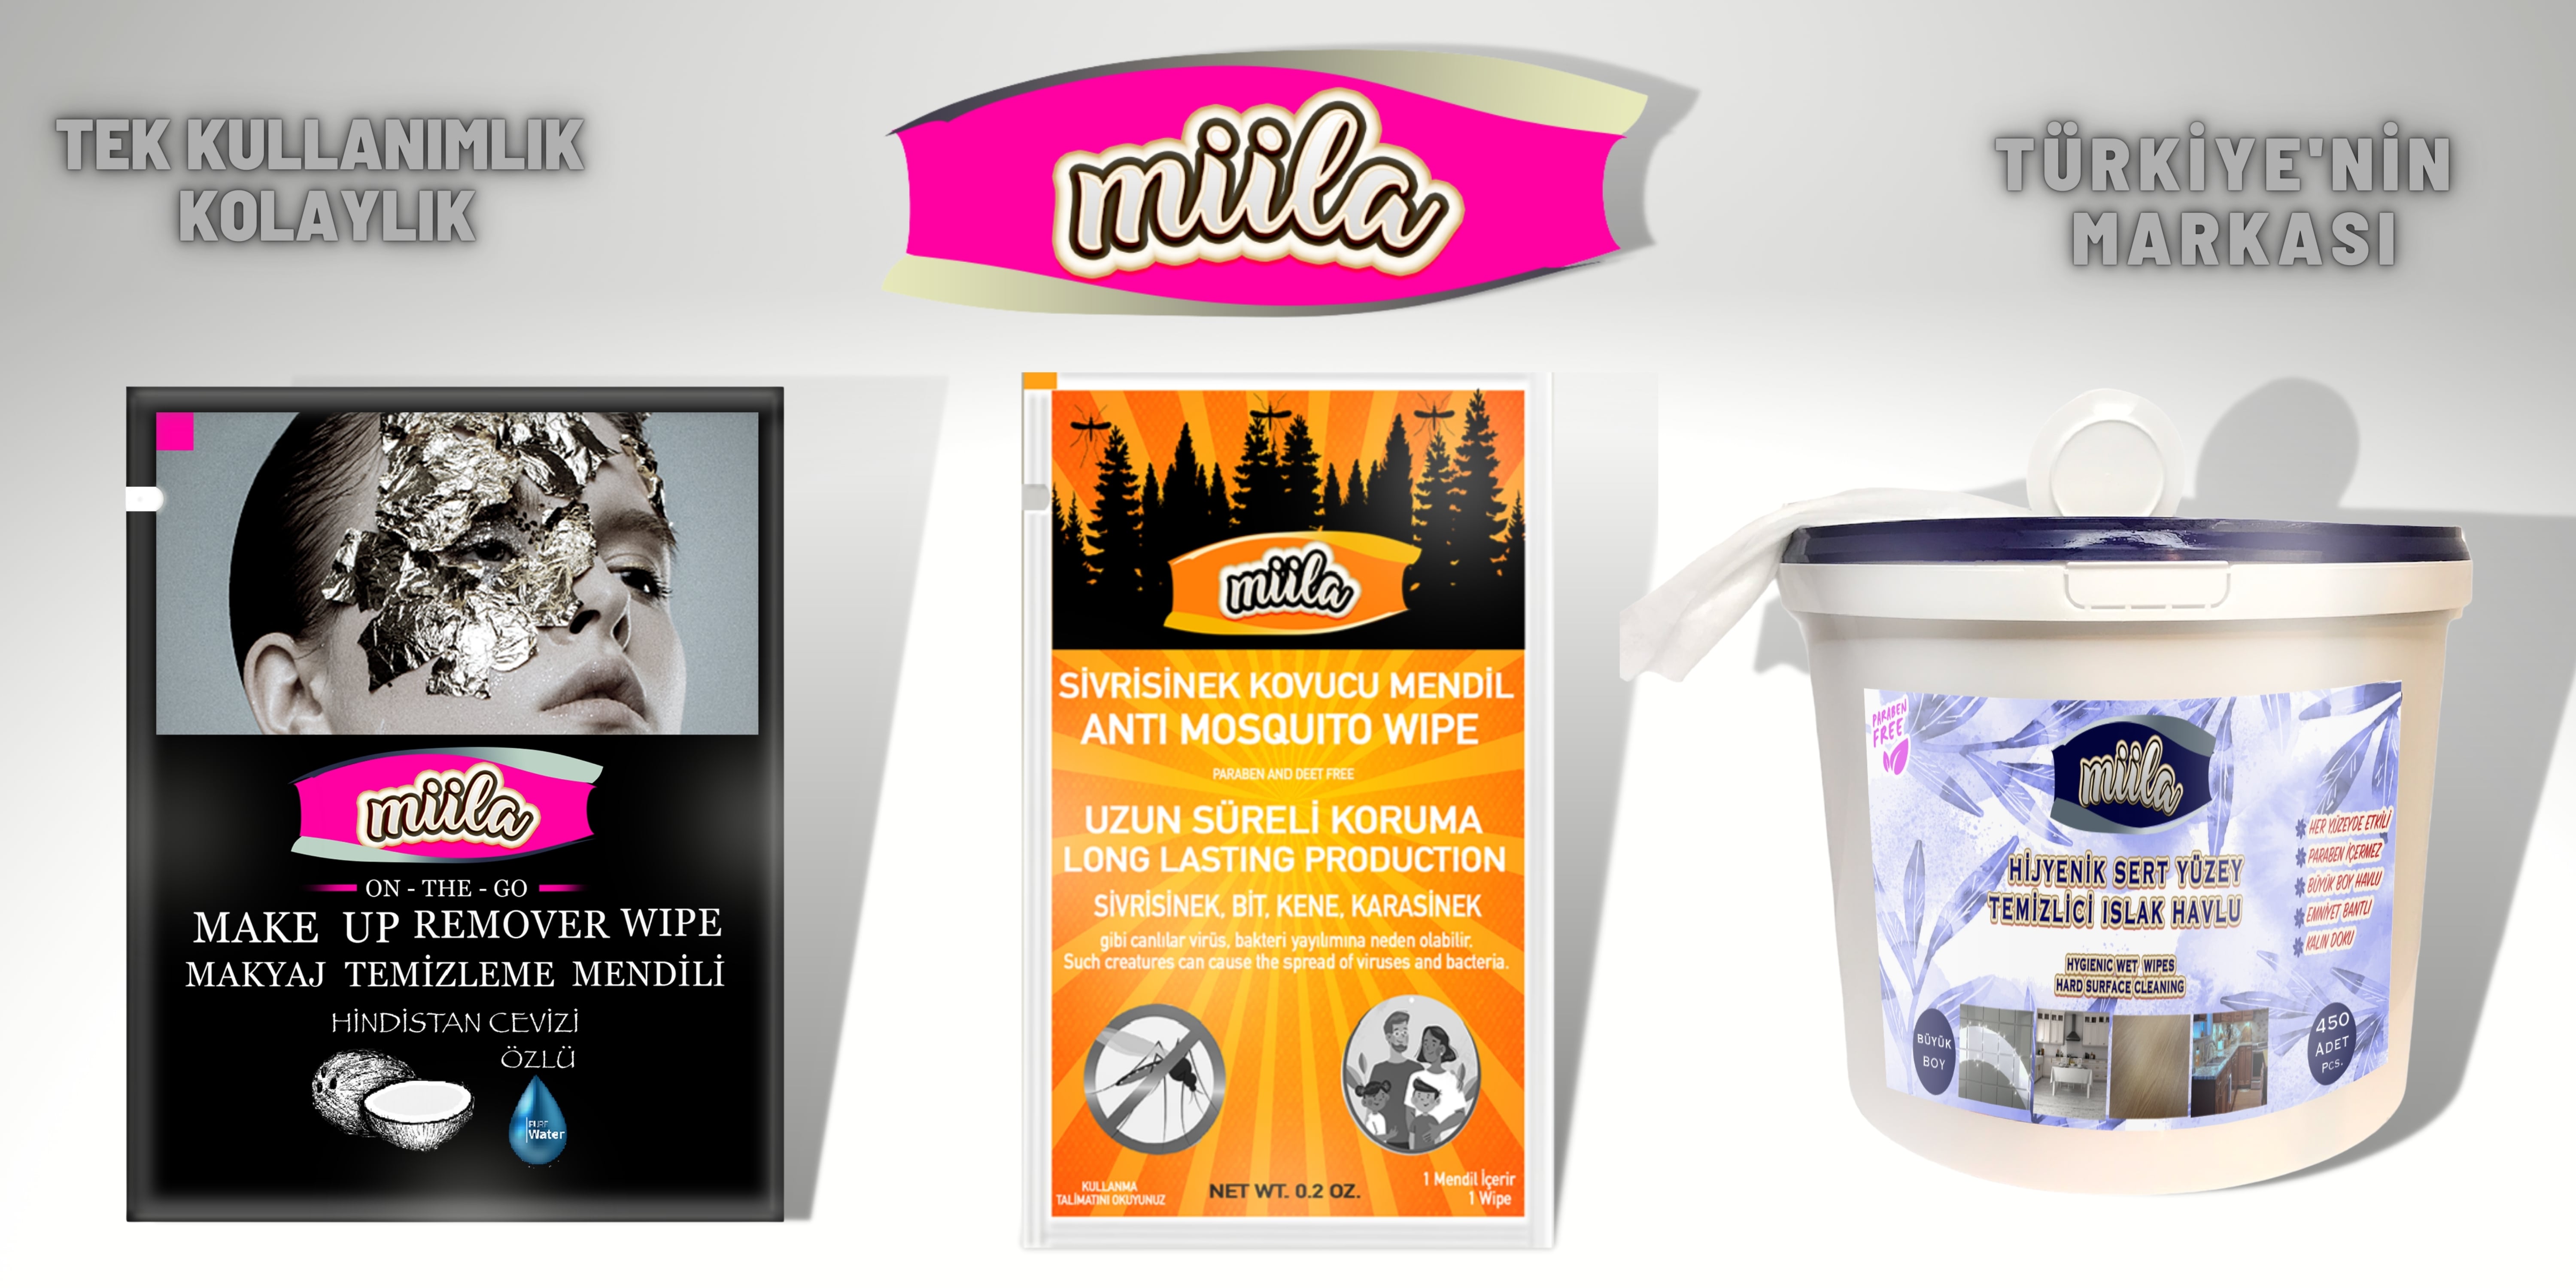 TEK KULLANIMLIK
KOLAYLIK
miila
TÜRKİYE'NİN
MARKASI
miila
ON - THE - GO
MAKE UP REMOVER WIPE
MAKYAJ TEMİZLEME MENDİLİ
HİNDİSTAN CEVİZİ
ÖZLÜ
PURE
Water
miila
SİVRİSİNEK KOVUCU MENDİL
ANTI MOSQUITO WIPE
PARABEN AND DEET FREE
UZUN SÜRELİ KORUMA
LONG LASTING PRODUCTION
SİVRİSİNEK, BİT, KENE, KARASİNEK
gibi canlılar virüs, bakteri yayılımına neden olabilir.
Such creatures can cause the spread of viruses and bacteria.
KULLANMA
TALİMATINI OKUYUNUZ
NET WT. 0.2 OZ.
1 Mendil İçerir
1 Wipe
PARABEN
FREE
miila
HİJYENİK SERT YÜZEY
TEMİZLİCİ ISLAK HAVLU
HYGIENIC WET WIPES
HARD SURFACE CLEANING
HER YÜZEYDE ETKİLİ
PARABEN İÇERMEZ
BÜYÜK BOY HAVLU
EMNİYET BANTLI
KALIN DOKU
BÜYÜK
BOY
450
ADET
PCS.